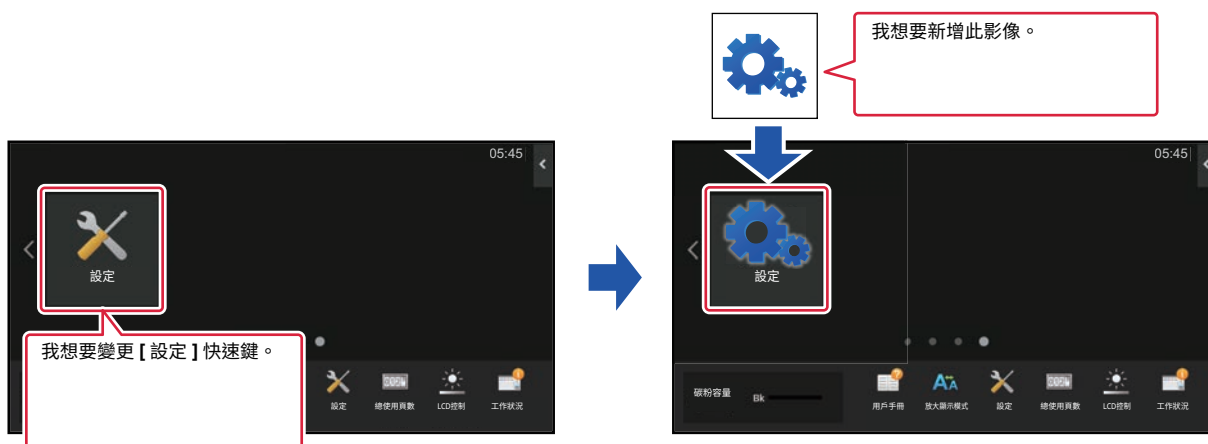 我想要新增此影像。
05:45
設定
我想要變更 [ 設定 ] 快速鍵。
設定
總使用頁數
LCD控制
工作狀況
05:45
設定
碳粉容量
Bk
用戶手冊
放大顯示模式
設定
總使用頁數
LCD控制
工作狀況